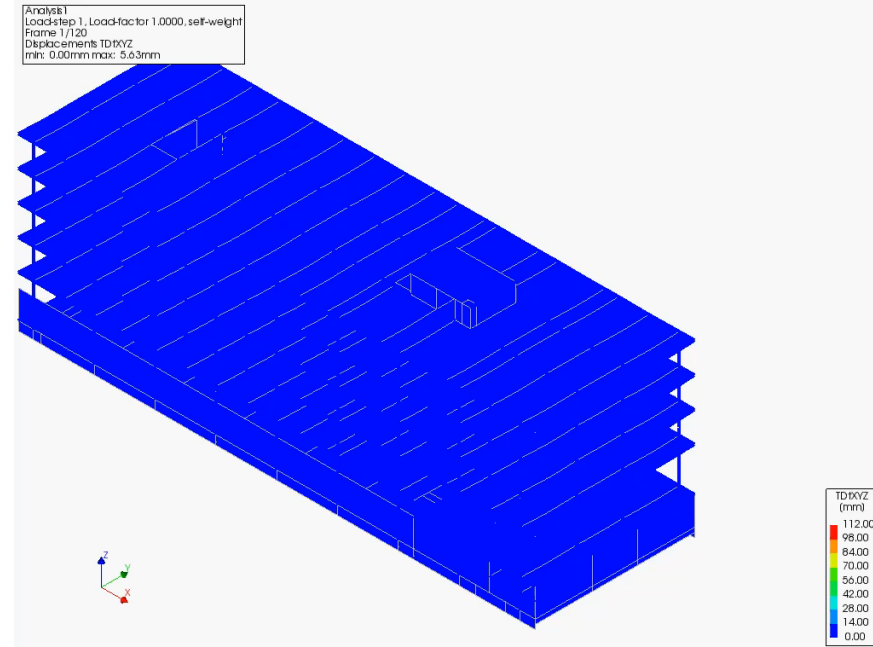 Analysis1
Load-step 1, Load-factor 1.0000, self-weight
Frame 1/120
Displacements TDtXYZ
min: 0.00mm max: 5.63mm
Z
Y
X
TDtXYZ
(mm)
112.00
98.00
84.00
70.00
56.00
42.00
28.00
14.00
0.00